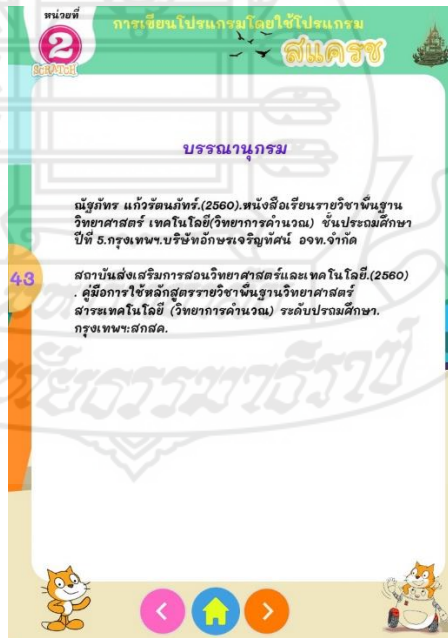 หน่วยที่
2
SCRATCH
การเขียนโปรแกรมโดยใช้โปรแกรม
สแครช
บรรณานุกรม
ณัฐภัทร แก้วรัตนภัทร์.(2560).หนังสือเรียนรายวิชาพื้นฐาน
วิทยาศาสตร์ เทคโนโลยี(วิทยาการคำนวณ) ชั้นประถมศึกษา
ปีที่ 5.กรุงเทพฯ.บริษัทอักษรเจริญทัศน์ อจท.จำกัด
43
สถาบันส่งเสริมการสอนวิทยาศาสตร์และเทคโนโลยี.(2560)
. คู่มือการใช้หลักสูตรรายวิชาพื้นฐานวิทยาศาสตร์
สาระเทคโนโลยี (วิทยาการคำนวณ) ระดับประถมศึกษา.
กรุงเทพฯ:สกสค.